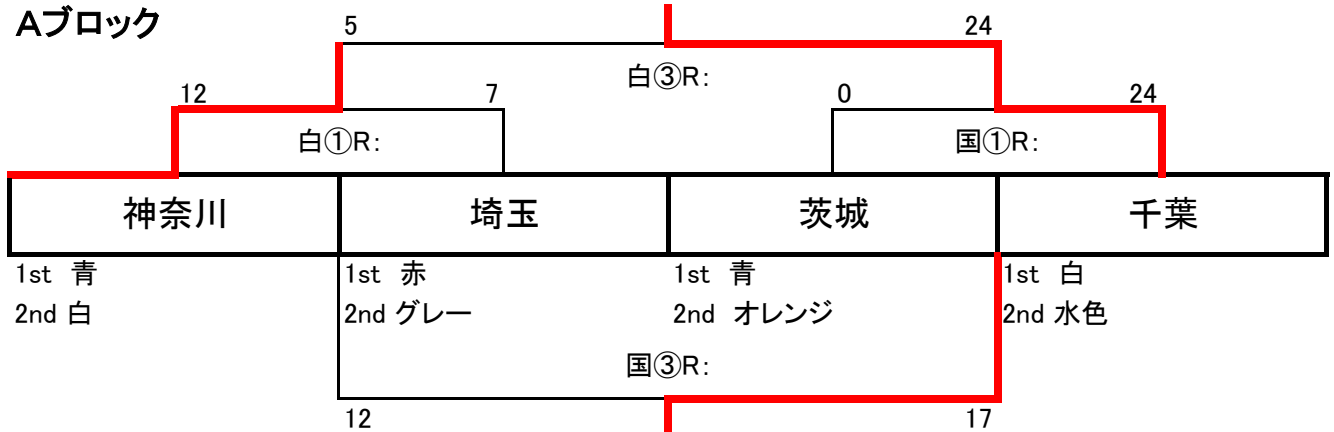 Aブロック
5 24
白③R:
12 7 0 24
白①R: 国①R:
神奈川 埼玉 茨城 千葉
1st 青 1st 赤 1st 青 1st 白
2nd 白 2nd グレー 2nd オレンジ 2nd 水色
国③R:
12 17